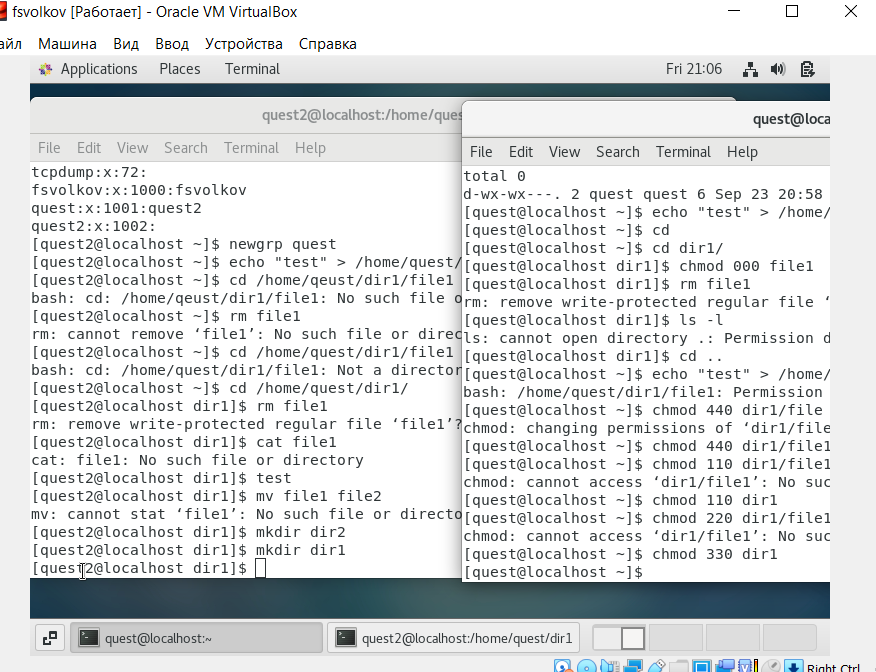 fsvolkov [Работает] - Oracle VM VirtualBox
айл Машина Вид Ввод Устройства Справка
Applications Places Terminal Fri 21:06
quest2@localhost:/home/ques
File Edit View Search Terminal Help
tcpdump:x:72:
fsvolkov:x:1000:fsvolkov
quest:x:1001:quest2
quest2:x:1002:
[quest2@localhost ~]$ newgrp quest
[quest2@localhost ~]$ echo "test" > /home/quest/
[quest2@localhost ~]$ cd /home/qeust/dir1/file1
bash: cd: /home/qeust/dir1/file1: No such file o
[quest2@localhost ~]$ rm file1
rm: cannot remove ‘file1’: No such file or direc
[quest2@localhost ~]$ cd /home/quest/dir1/file1
bash: cd: /home/quest/dir1/file1: Not a director
[quest2@localhost ~]$ cd /home/quest/dir1/
[quest2@localhost dir1]$ rm file1
rm: remove write-protected regular file ‘file1’?
[quest2@localhost dir1]$ cat file1
cat: file1: No such file or directory
[quest2@localhost dir1]$ test
[quest2@localhost dir1]$ mv file1 file2
mv: cannot stat ‘file1’: No such file or directo
[quest2@localhost dir1]$ mkdir dir2
[quest2@localhost dir1]$ mkdir dir1
[quest2@localhost dir1]$
quest@loca
File Edit View Search Terminal Help
total 0
d-wx-wx---. 2 quest quest 6 Sep 23 20:58
[quest@localhost ~]$ echo "test" > /home/
[quest@localhost ~]$ cd
[quest@localhost ~]$ cd dir1/
[quest@localhost dir1]$ chmod 000 file1
[quest@localhost dir1]$ rm file1
rm: remove write-protected regular file ‘
[quest@localhost dir1]$ ls -l
ls: cannot open directory .: Permission d
[quest@localhost dir1]$ cd ..
[quest@localhost ~]$ echo "test" > /home/
bash: /home/quest/dir1/file1: Permission
[quest@localhost ~]$ chmod 440 dir1/file
chmod: changing permissions of ‘dir1/file
[quest@localhost ~]$ chmod 440 dir1/file1
[quest@localhost ~]$ chmod 110 dir1/file1
chmod: cannot access ‘dir1/file1’: No suc
[quest@localhost ~]$ chmod 110 dir1
[quest@localhost ~]$ chmod 220 dir1/file1
chmod: cannot access ‘dir1/file1’: No suc
[quest@localhost ~]$ chmod 330 dir1
[quest@localhost ~]$
quest@localhost:~ quest2@localhost:/home/quest/dir1
Right Ctrl